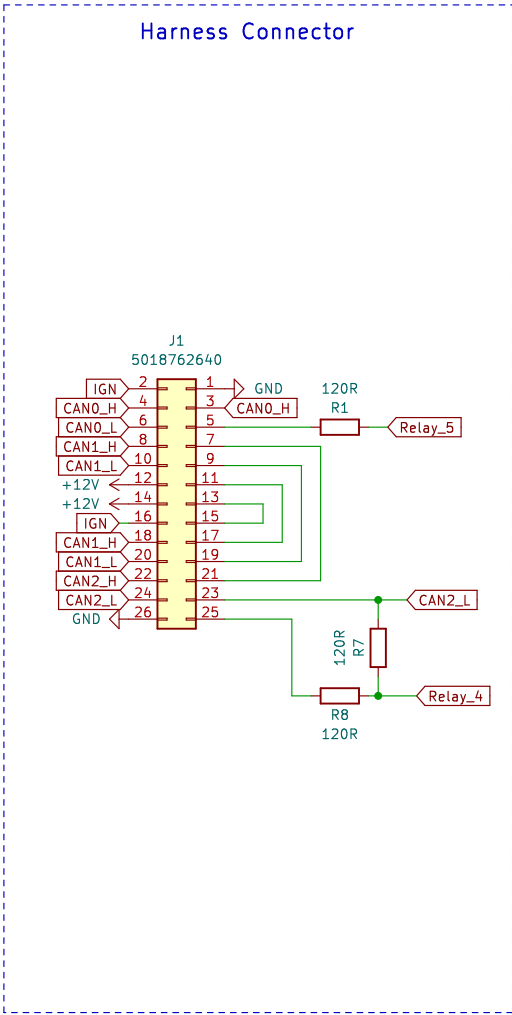 Harness Connector
J1
5018762640
IGN 2 1 GND
CAN0_H 4 3 CAN0_H
CAN0_L 6 5
120R
R1
Relay_5
CAN1_H 8 7
CAN1_L 10 9
+12V 12 11
+12V 14 13
IGN 16 15
CAN1_H 18 17
CAN1_L 20 19
CAN2_H 22 21
CAN2_L 24 23 CAN2_L
GND 26 25
120R
R7
Relay_4
R8
120R